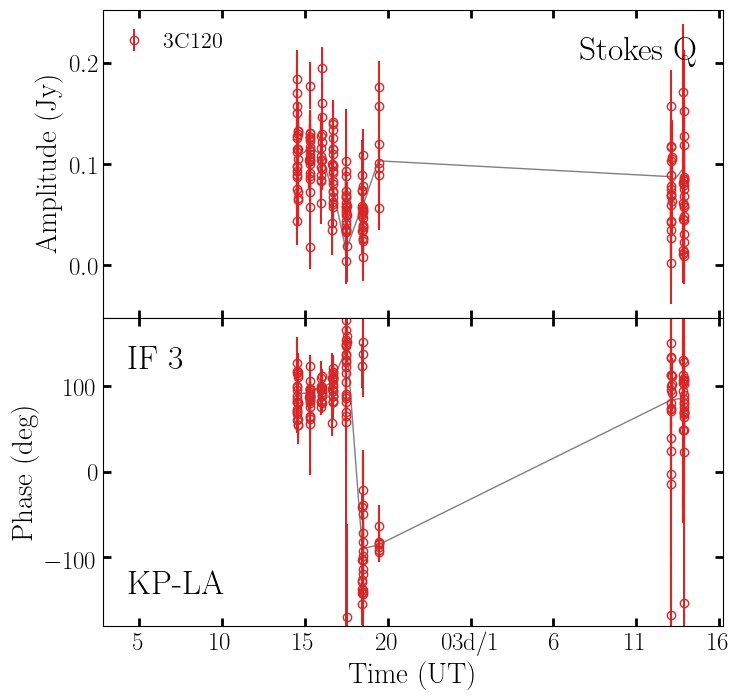 3C120
Stokes Q
0.2
0.1
0.0
Amplitude (Jy)
IF 3
100
0
−100
Phase (deg)
KP-LA
5 10 15 20 03d/1 6 11 16
Time (UT)